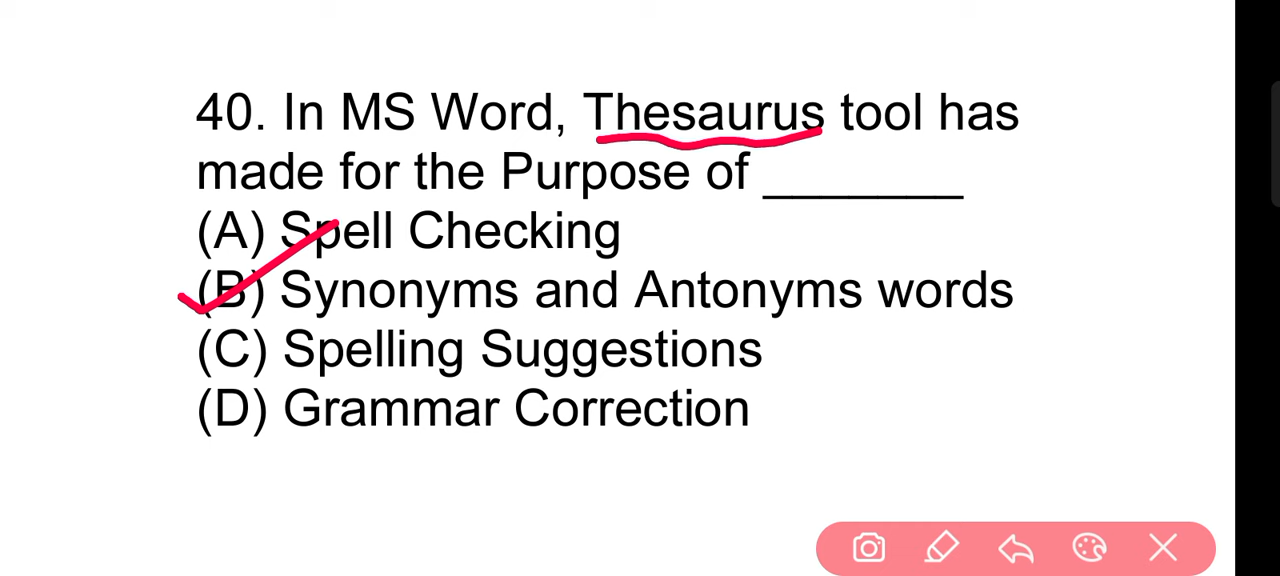 40. In MS Word, Thesaurus tool has
made for the Purpose of _______
(A) Spell Checking
(B) Synonyms and Antonyms words
(C) Spelling Suggestions
(D) Grammar Correction